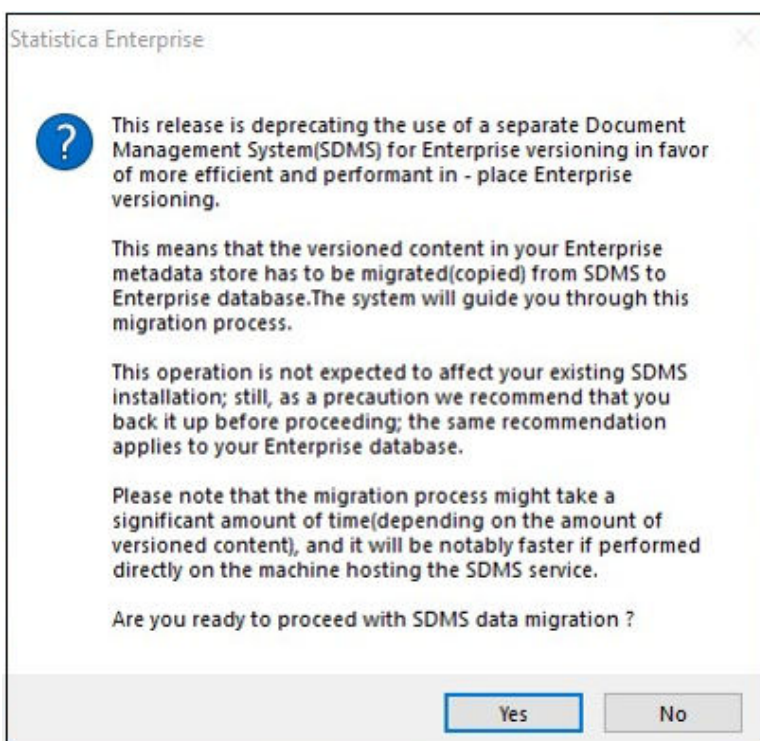 Statistica Enterprise
This release is deprecating the use of a separate Document
Management System(SDMS) for Enterprise versioning in favor
of more efficient and performant in - place Enterprise
versioning.
This means that the versioned content in your Enterprise
metadata store has to be migrated(copied) from SDMS to
Enterprise database.The system will guide you through this
migration process.
This operation is not expected to affect your existing SDMS
installation; still, as a precaution we recommend that you
back it up before proceeding; the same recommendation
applies to your Enterprise database.
Please note that the migration process might take a
significant amount of time(depending on the amount of
versioned content), and it will be notably faster if performed
directly on the machine hosting the SDMS service.
Are you ready to proceed with SDMS data migration ?
Yes
No